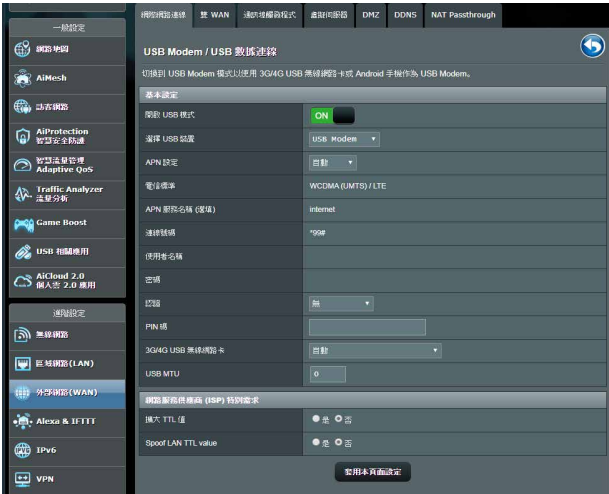 一般設定
網路地圖
AiMesh
訪客網路
AiProtection
智慧安全防護
智慧流量管理
Adaptive QoS
Traffic Analyzer
流量分析
Game Boost
USB 相關應用
AiCloud 2.0
個人雲 2.0 應用
進階設定
無線網路
區域網路(LAN)
外部網路(WAN)
Alexa & IFTTT
IPv6
VPN
網際網路連線 雙 WAN 通訊埠觸發程式 虛擬伺服器 DMZ DDNS NAT Passthrough
USB Modem / USB 數據連線
切換到 USB Modem 模式以使用 3G/4G USB 無線網路卡或 Android 手機作為 USB Modem。
基本設定
開啟 USB 模式 ON
選擇 USB 裝置 USB Modem
APN 設定 自動
電信標準 WCDMA (UMTS) / LTE
APN 服務名稱 (選填) internet
連線號碼 *99#
使用者名稱
密碼
認證 無
PIN 碼
3G/4G USB 無線網路卡 自動
USB MTU 0
網路服務供應商 (ISP) 特別需求
擴大 TTL 值 是 否
Spoof LAN TTL value 是 否
套用本頁面設定